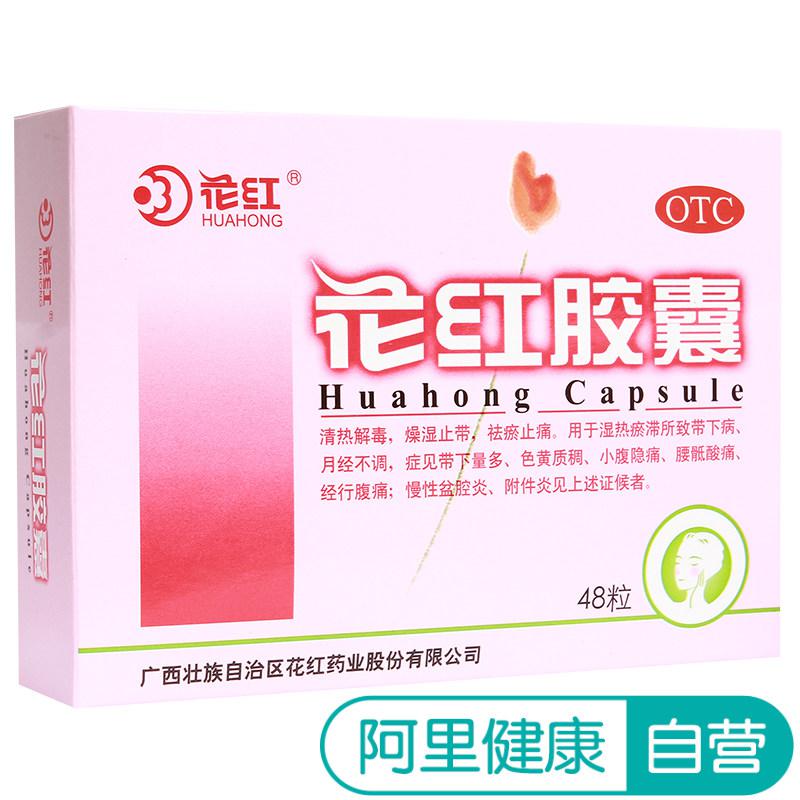 花红®
HUAHONG
OTC
花红胶囊
Huahong Capsule
清热解毒，燥湿止带，祛瘀止痛。用于湿热瘀滞所致带下病、
月经不调，症见带下量多、色黄质稠、小腹隐痛、腰骶酸痛、
经行腹痛；慢性盆腔炎、附件炎见上述证候者。
48粒
广西壮族自治区花红药业股份有限公司
花红®
HUAHONG
花红胶囊
Huahong Capsule
阿里健康 自营